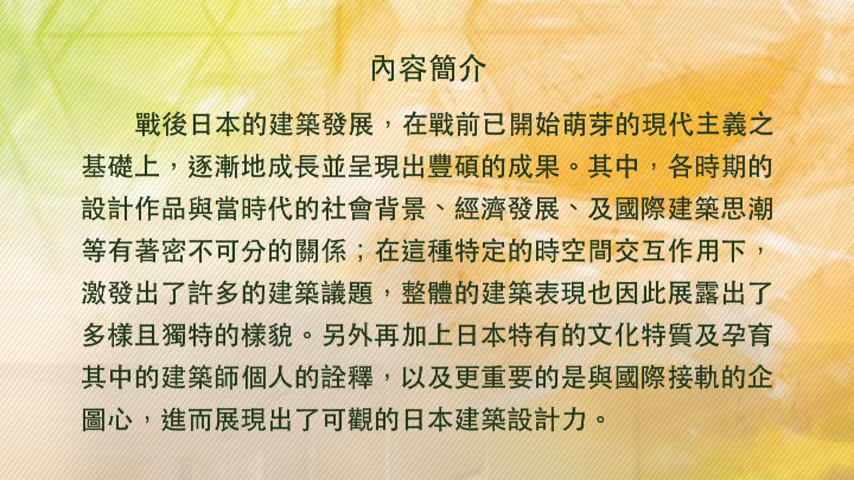 內容簡介
戰後日本的建築發展，在戰前已開始萌芽的現代主義之
基礎上，逐漸地成長並呈現出豐碩的成果。其中，各時期的
設計作品與當時代的社會背景、經濟發展、及國際建築思潮
等有著密不可分的關係；在這種特定的時空間交互作用下，
激發出了許多的建築議題，整體的建築表現也因此展露出了
多樣且獨特的樣貌。另外再加上日本特有的文化特質及孕育
其中的建築師個人的詮釋，以及更重要的是與國際接軌的企
圖心，進而展現出了可觀的日本建築設計力。